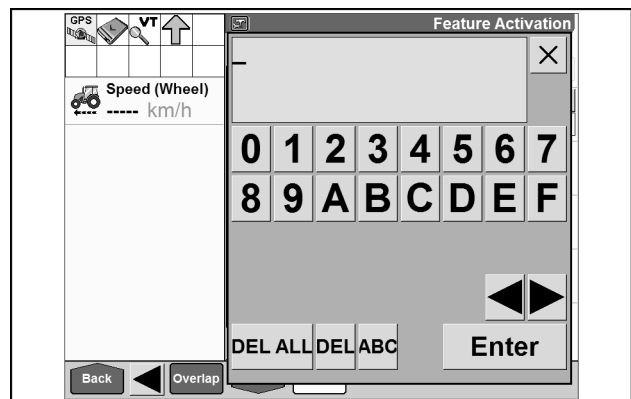 GPS VT
Feature Activation
Speed (Wheel)
----- km/h
_
0 1 2 3 4 5 6 7
8 9 A B C D E F
DEL ALL DEL ABC Enter
Back Overlap